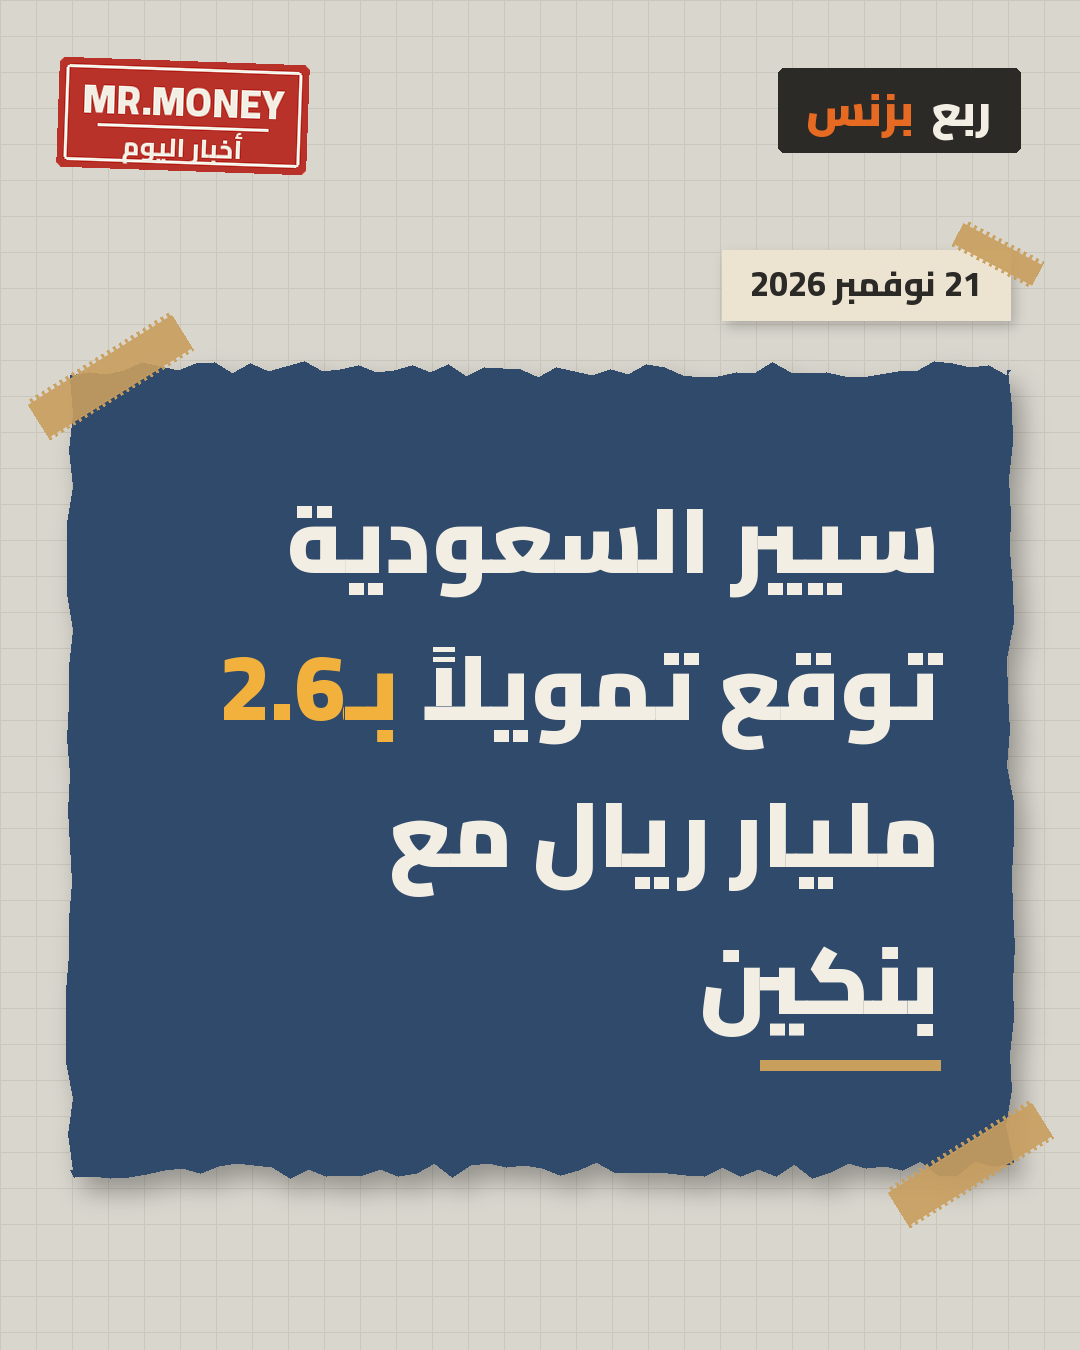 MR.MONEY
أخبار اليوم
ربع بزنس
21 نوفمبر 2026
سيير السعودية
توقع تمويلاً بـ2.6
مليار ريال مع
بنكين